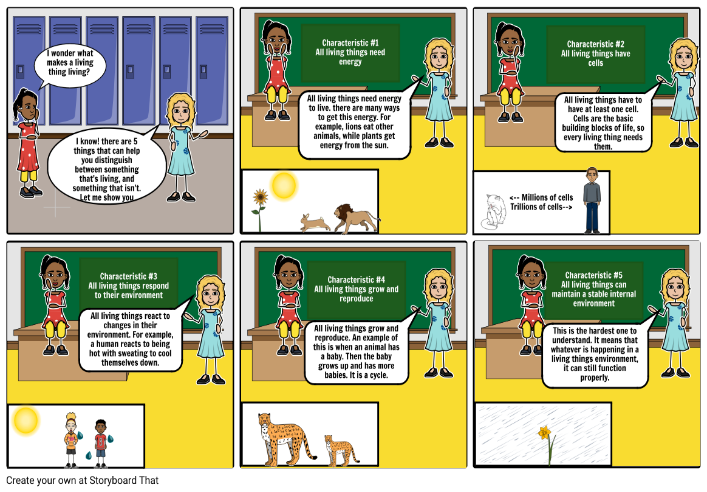 I wonder what
makes a living
thing living?
I know! there are 5
things that can help
you distinguish
between something
that's living, and
something that isn't.
Let me show you
Characteristic #1
All living things need
energy
All living things need energy
to live. there are many ways
to get this energy. For
example, lions eat other
animals, while plants get
energy from the sun.
Characteristic #2
All living things have
cells
All living things have to
have at least one cell.
Cells are the basic
building blocks of life, so
every living thing needs
them.
<-- Millions of cells
Trillions of cells-->
Characteristic #3
All living things respond
to their environment
All living things react to
changes in their
environment. For example,
a human reacts to being
hot with sweating to cool
themselves down.
Characteristic #4
All living things grow and
reproduce
All living things grow and
reproduce. An example of
this is when an animal has
a baby. Then the baby
grows up and has more
babies. It is a cycle.
Characteristic #5
All living things can
maintain a stable internal
environment
This is the hardest one to
understand. It means that
whatever is happening in a
living things environment,
it can still function
properly.
Create your own at Storyboard That